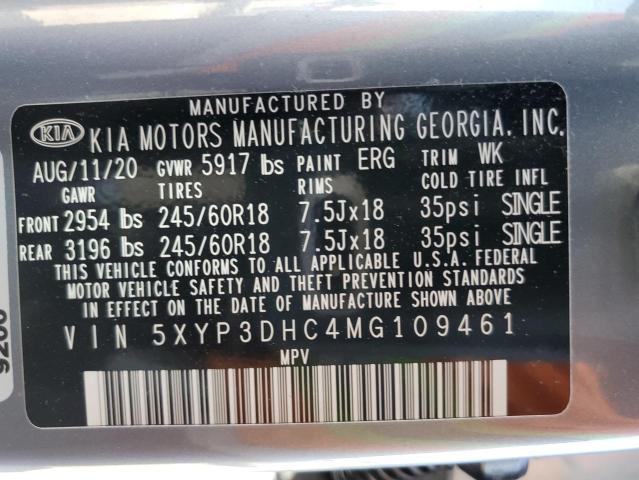 MANUFACTURED BY
KIA KIA MOTORS MANUFACTURING GEORGIA, INC.
AUG/11/20 GVWR 5917 lbs PAINT ERG TRIM WK
GAWR TIRES RIMS COLD TIRE INFL
FRONT 2954 lbs 245/60R18 7.5Jx18 35psi SINGLE
REAR 3196 lbs 245/60R18 7.5Jx18 35psi SINGLE
THIS VEHICLE CONFORMS TO ALL APPLICABLE U.S.A. FEDERAL
MOTOR VEHICLE SAFETY AND THEFT PREVENTION STANDARDS
IN EFFECT ON THE DATE OF MANUFACTURE SHOWN ABOVE.
VIN 5XYP3DHC4MG109461
MPV